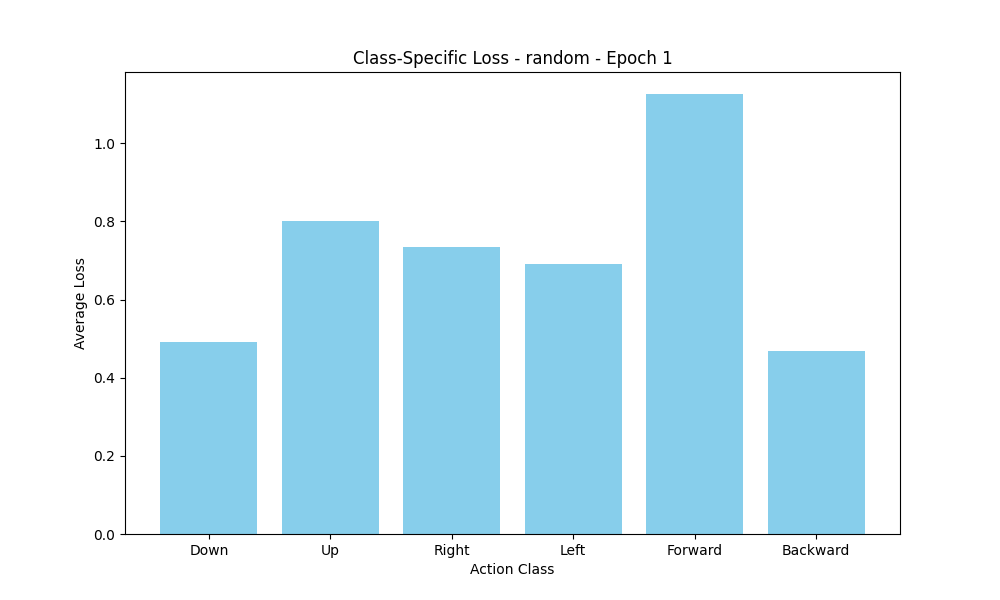 Class-Specific Loss - random - Epoch 1
Average Loss
1.0
0.8
0.6
0.4
0.2
0.0
Down Up Right Left Forward Backward
Action Class